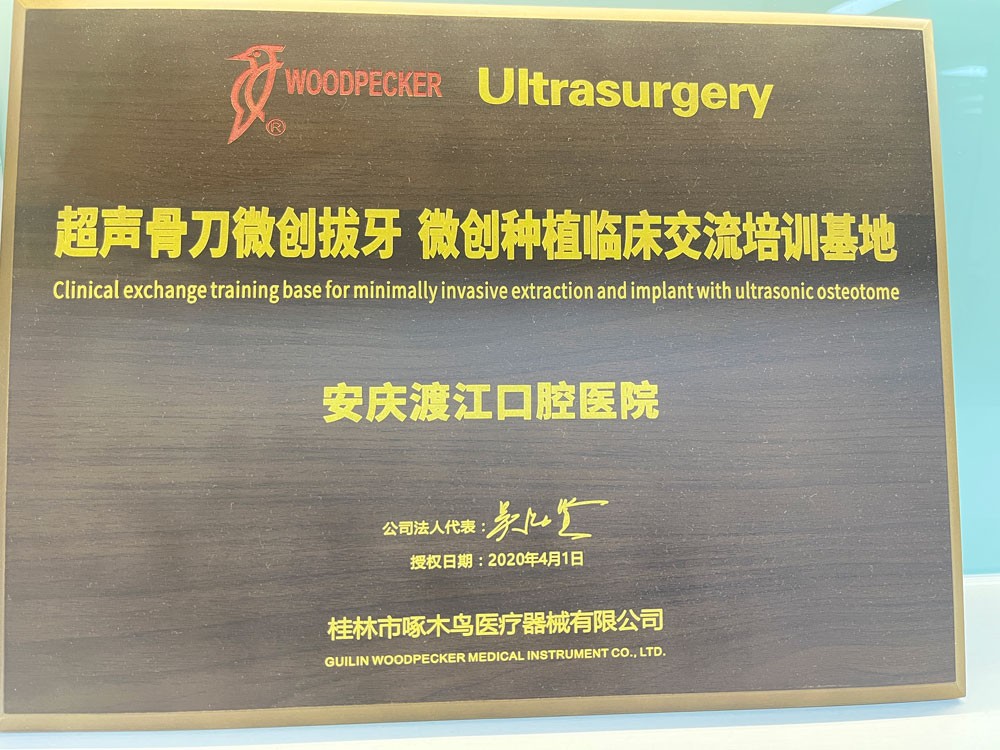 WOODPECKER ® Ultrasurgery
超声骨刀微创拔牙 微创种植临床交流培训基地
Clinical exchange training base for minimally invasive extraction and implant with ultrasonic osteotome
安庆渡江口腔医院
公司法人代表：
授权日期：2020年4月1日
桂林市啄木鸟医疗器械有限公司
GUILIN WOODPECKER MEDICAL INSTRUMENT CO., LTD.